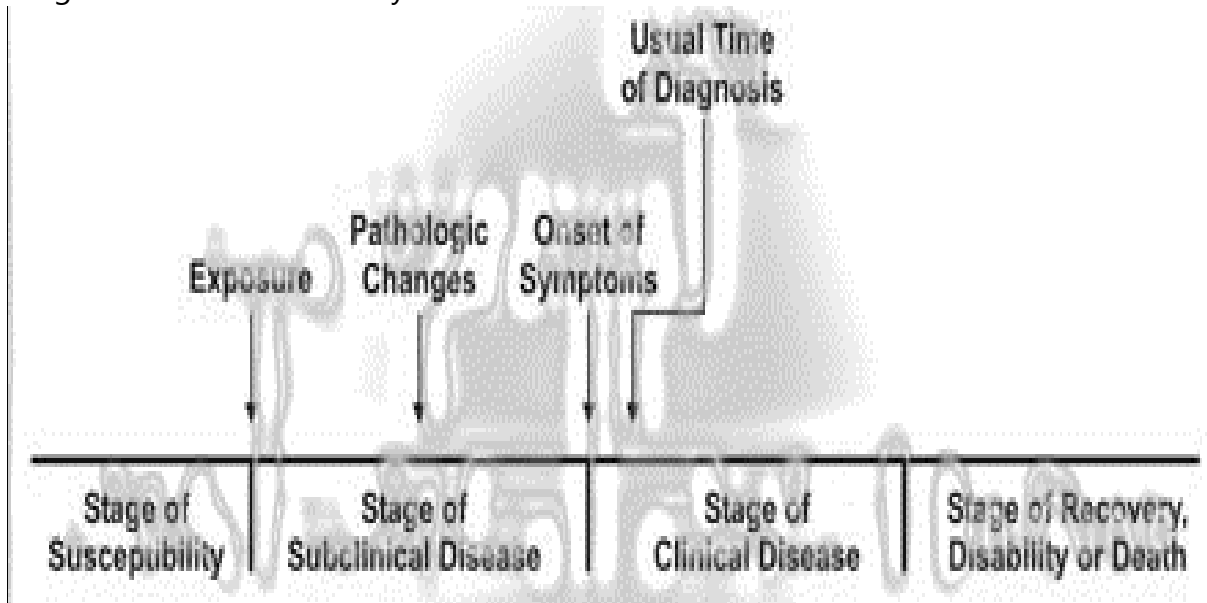 Usual Time
of Diagnosis
Pathologic
Changes
Onset of
Symptoms
Exposure
Stage of
Suscepubility
Stage of
Subclinical Disease
Stage of
Clinical Disease
Stage of Recovery,
Disability or Death